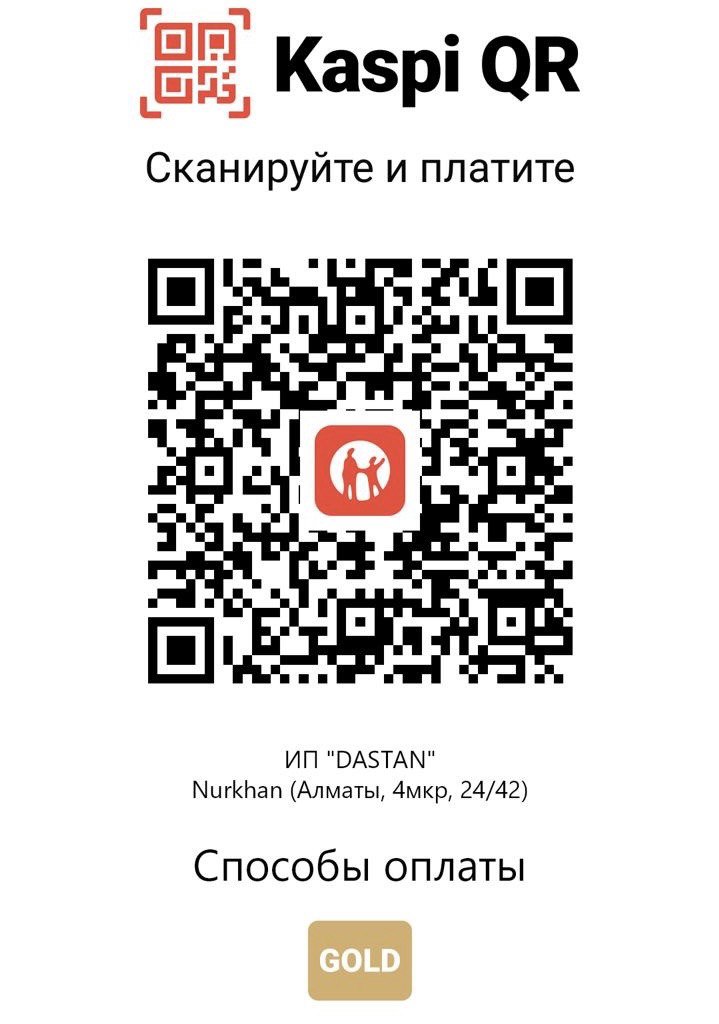 Kaspi QR
Сканируйте и платите
ИП "DASTAN"
Nurkhan (Алматы, 4мкр, 24/42)
Способы оплаты
GOLD